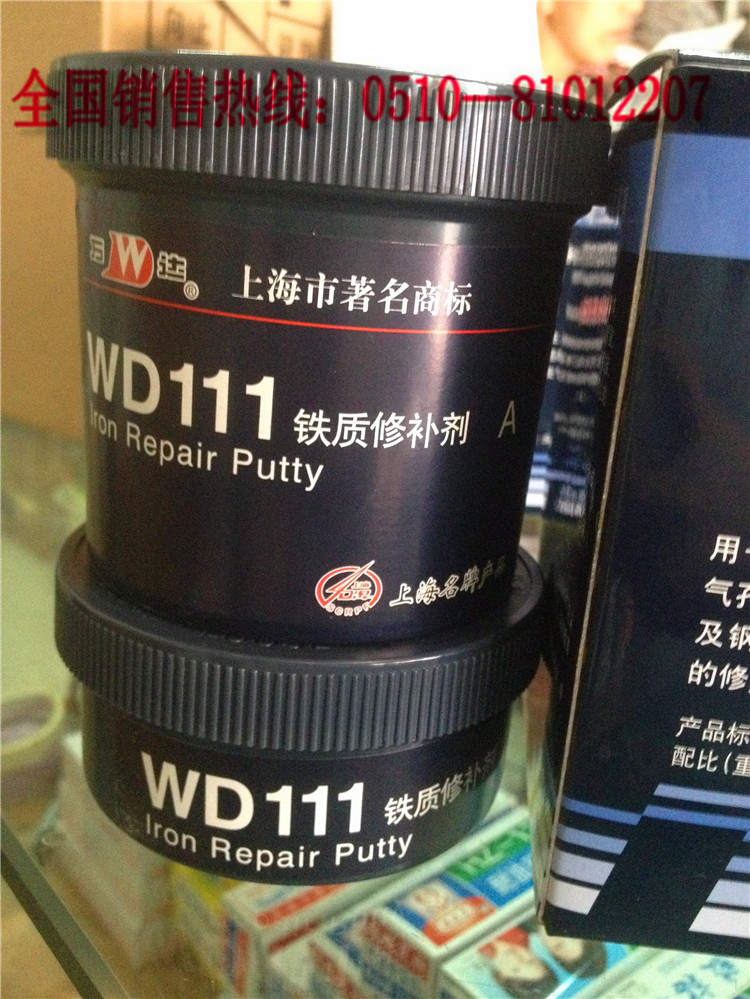 全国销售热线：0510—81012207
万 W 达 ®
上海市著名商标
WD111 铁质修补剂 A
Iron Repair Putty
上海名牌产品
WD111 铁质修补剂
Iron Repair Putty
用
气孔
及钢
的修
产品标
配比(重